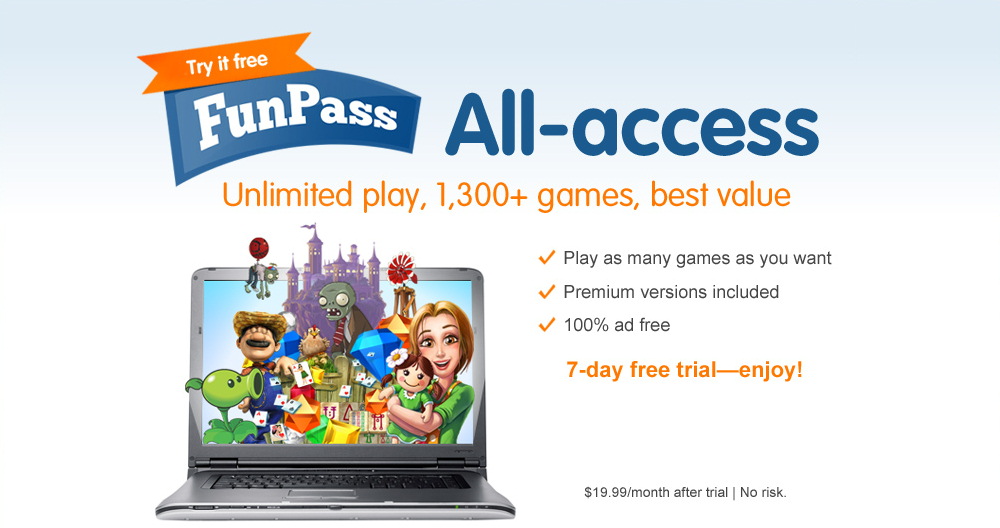 Try it free
FunPass
All-access
Unlimited play, 1,300+ games, best value
Play as many games as you want
Premium versions included
100% ad free
7-day free trial—enjoy!
$19.99/month after trial | No risk.